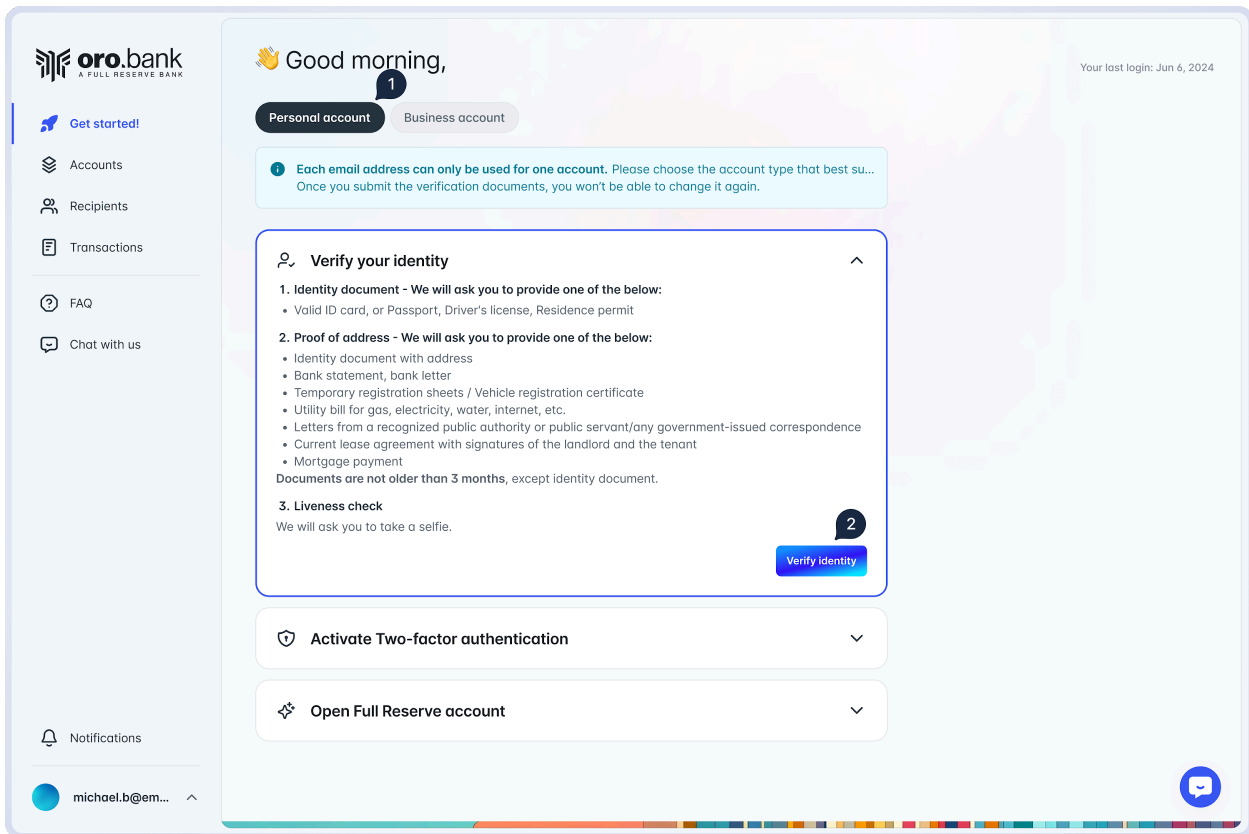 oro.bank
A FULL RESERVE BANK
Get started!
Accounts
Recipients
Transactions
FAQ
Chat with us
Notifications
michael.b@em...
Good morning,
Your last login: Jun 6, 2024
1
Personal account
Business account
Each email address can only be used for one account. Please choose the account type that best su...
Once you submit the verification documents, you won't be able to change it again.
Verify your identity
1. Identity document - We will ask you to provide one of the below:
• Valid ID card, or Passport, Driver's license, Residence permit
2. Proof of address - We will ask you to provide one of the below:
• Identity document with address
• Bank statement, bank letter
• Temporary registration sheets / Vehicle registration certificate
• Utility bill for gas, electricity, water, internet, etc.
• Letters from a recognized public authority or public servant/any government-issued correspondence
• Current lease agreement with signatures of the landlord and the tenant
• Mortgage payment
Documents are not older than 3 months, except identity document.
3. Liveness check
We will ask you to take a selfie.
2
Verify identity
Activate Two-factor authentication
Open Full Reserve account